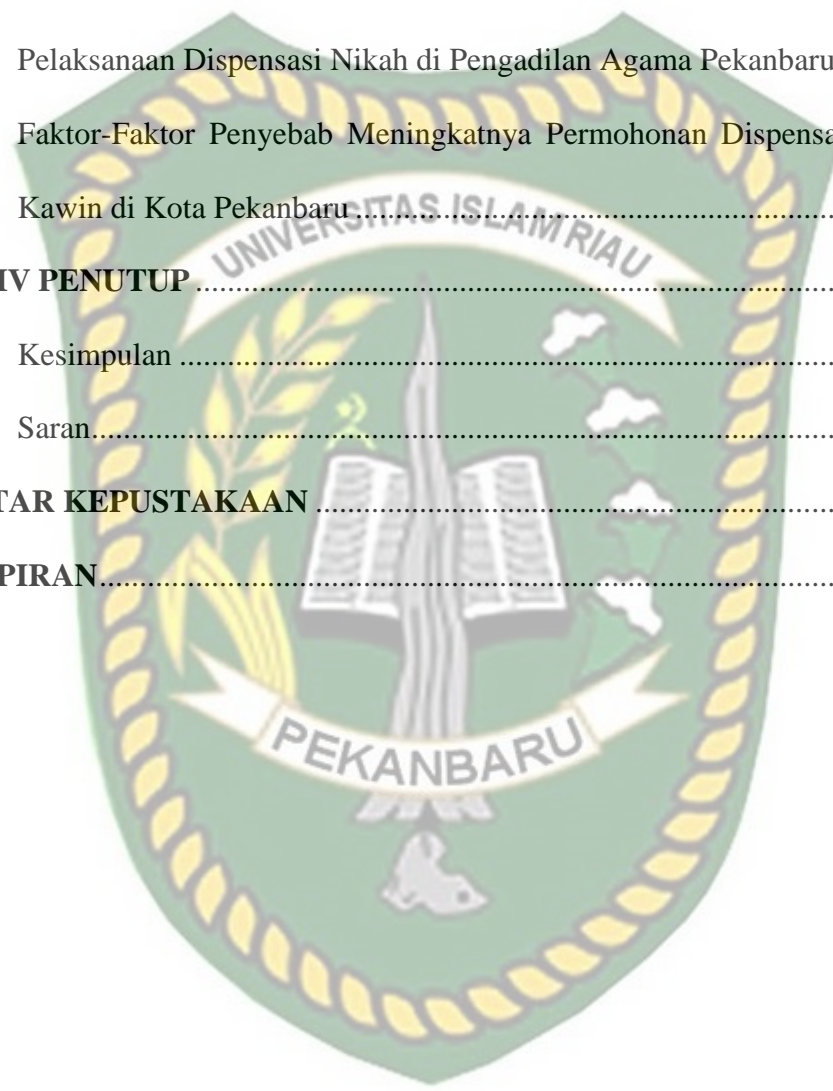 Pelaksanaan Dispensasi Nikah di Pengadilan Agama Pekanbaru
Faktor-Faktor Penyebab Meningkatnya Permohonan Dispensa
Kawin di Kota Pekanbaru ........................................................
UNIVERSITAS ISLAM RIAU
IV PENUTUP ................................................................................
Kesimpulan ................................................................................
Saran............................................................................................
TAR KEPUSTAKAAN ................................................................
PIRAN..........................................................................................
PEKANBARU